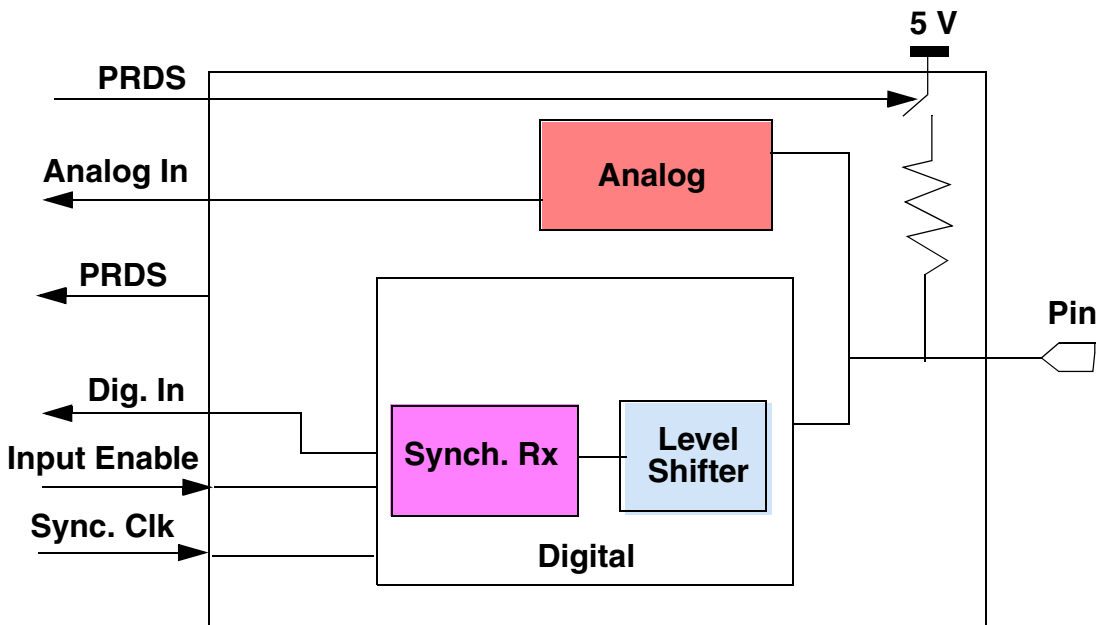 5 V
PRDS
Analog In
Analog
PRDS
Pin
Dig. In
Input Enable
Synch. Rx
Level
Shifter
Sync. Clk
Digital